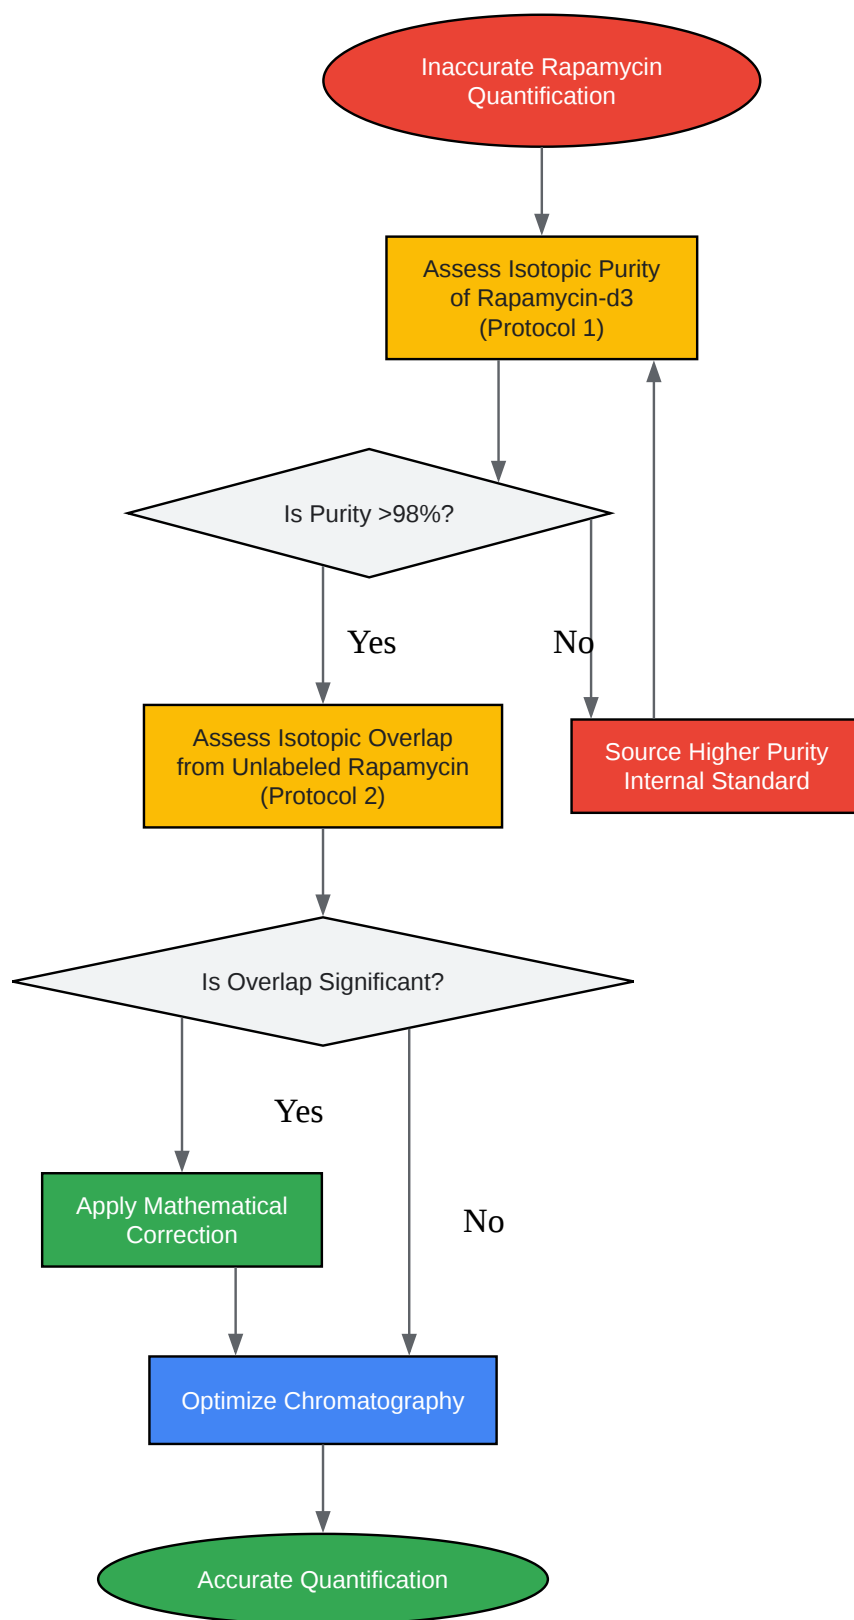 Inaccurate Rapamycin
Quantification
Assess Isotopic Purity
of Rapamycin-d3
(Protocol 1)
Is Purity >98%?
Yes
No
Assess Isotopic Overlap
from Unlabeled Rapamycin
(Protocol 2)
Source Higher Purity
Internal Standard
Is Overlap Significant?
Yes
Apply Mathematical
Correction
No
Optimize Chromatography
Accurate Quantification